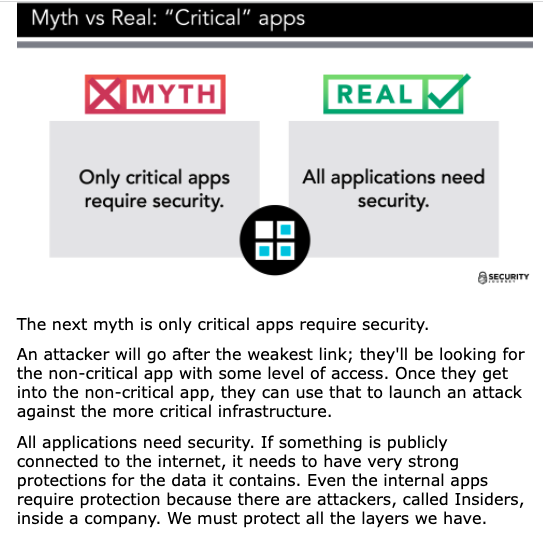 Myth vs Real: “Critical” apps
MYTH
REAL
Only critical apps
require security.
All applications need
security.
SECURITY
The next myth is only critical apps require security.
An attacker will go after the weakest link; they'll be looking for
the non-critical app with some level of access. Once they get
into the non-critical app, they can use that to launch an attack
against the more critical infrastructure.
All applications need security. If something is publicly
connected to the internet, it needs to have very strong
protections for the data it contains. Even the internal apps
require protection because there are attackers, called Insiders,
inside a company. We must protect all the layers we have.